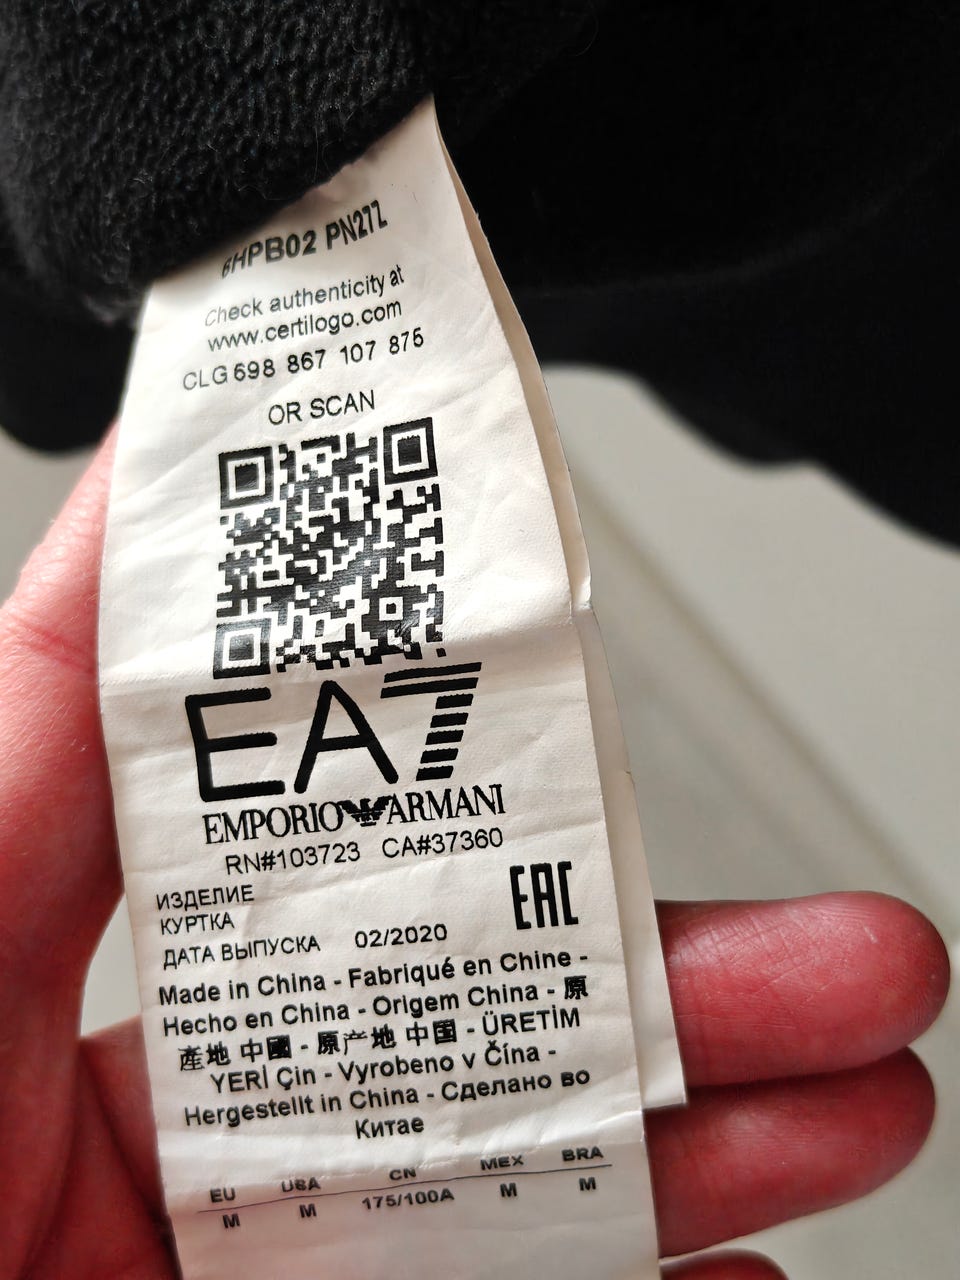 6HPB02 PN27Z
Check authenticity at
www.certilogo.com
CLG 698 867 107 875
OR SCAN
EA7
EMPORIO ARMANI
RN#103723 CA#37360
ИЗДЕЛИЕ
КУРТКА
EAC
ДАТА ВЫПУСКА 02/2020
Made in China - Fabriqué en Chine -
Hecho en China - Origem China - 原
產地 中國 - 原产地 中国 - ÜRETİM
YERİ Çin - Vyrobeno v Čína -
Hergestellt in China - Сделано во
Китае
EU USA CN MEX BRA
M M 175/100A M M